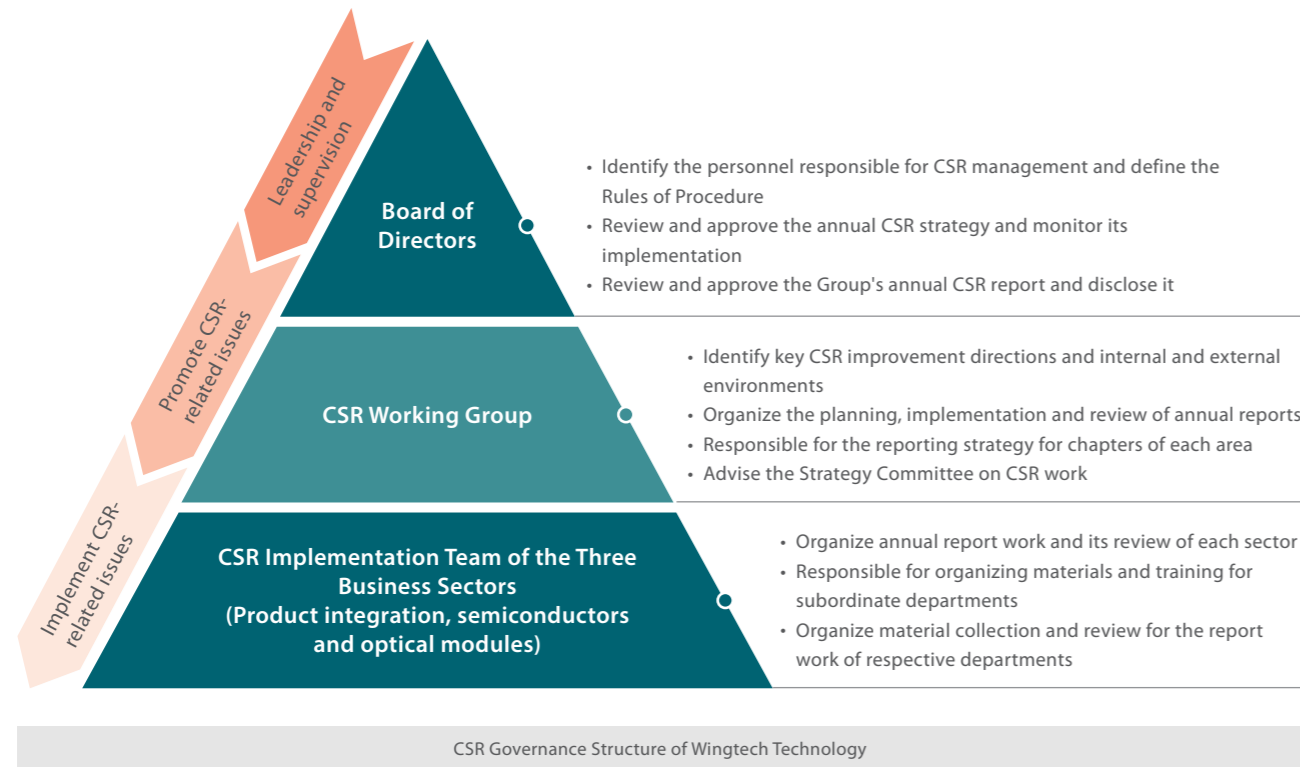 Leadership and
supervision
Board of
Directors
• Identify the personnel responsible for CSR management and define the
Rules of Procedure
• Review and approve the annual CSR strategy and monitor its
implementation
• Review and approve the Group's annual CSR report and disclose it
Promote CSR-
related issues
CSR Working Group
• Identify key CSR improvement directions and internal and external
environments
• Organize the planning, implementation and review of annual reports
• Responsible for the reporting strategy for chapters of each area
• Advise the Strategy Committee on CSR work
Implement CSR-
related issues
CSR Implementation Team of the Three
Business Sectors
(Product integration, semiconductors
and optical modules)
• Organize annual report work and its review of each sector
• Responsible for organizing materials and training for
subordinate departments
• Organize material collection and review for the report
work of respective departments
CSR Governance Structure of Wingtech Technology